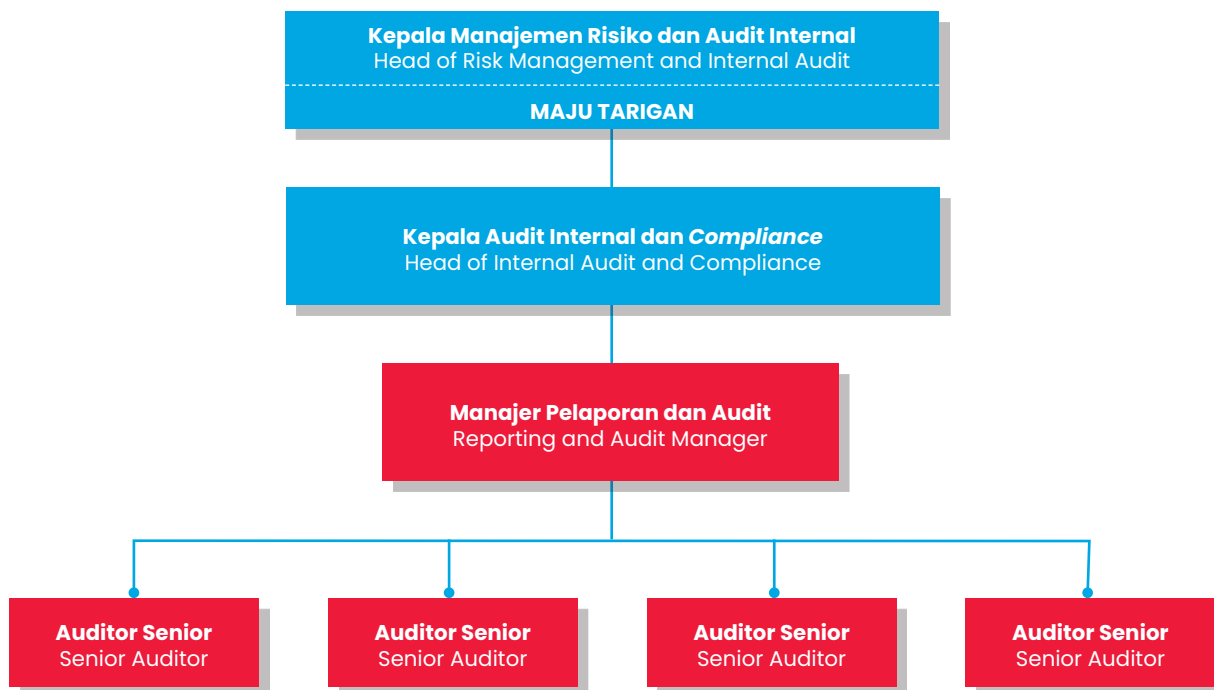 Kepala Manajemen Risiko dan Audit Internal
Head of Risk Management and Internal Audit
MAJU TARIGAN
Kepala Audit Internal dan Compliance
Head of Internal Audit and Compliance
Manajer Pelaporan dan Audit
Reporting and Audit Manager
Auditor Senior
Senior Auditor
Auditor Senior
Senior Auditor
Auditor Senior
Senior Auditor
Auditor Senior
Senior Auditor